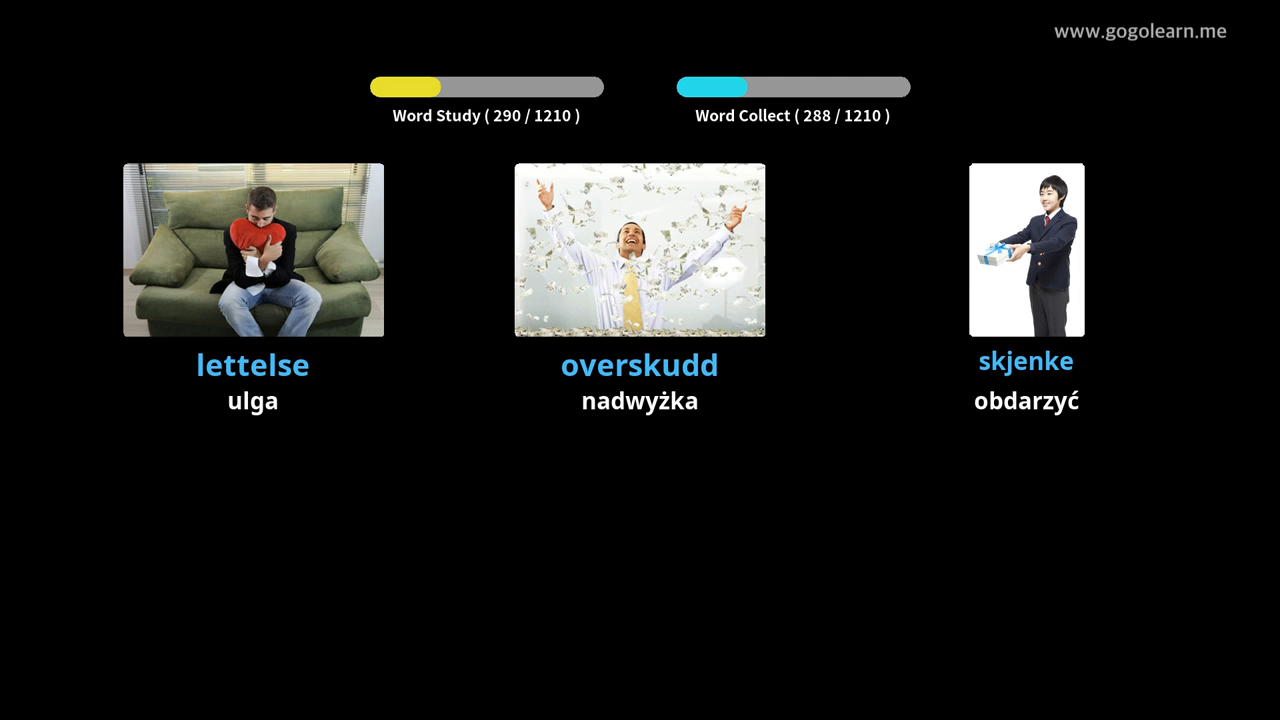 www.gogolearn.me
Word Study ( 290 / 1210 )
Word Collect ( 288 / 1210 )
lettelse
ulga
overskudd
nadwyżka
skjenke
obdarzyć